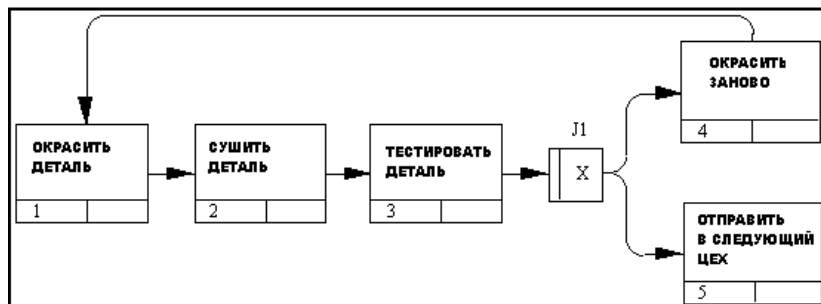 ОКРАСИТЬ
ДЕТАЛЬ
1
СУШИТЬ
ДЕТАЛЬ
2
ТЕСТИРОВАТЬ
ДЕТАЛЬ
3
J1
X
ОКРАСИТЬ
ЗАНОВО
4
ОТПРАВИТЬ
В СЛЕДУЮЩИЙ
ЦЕХ
5